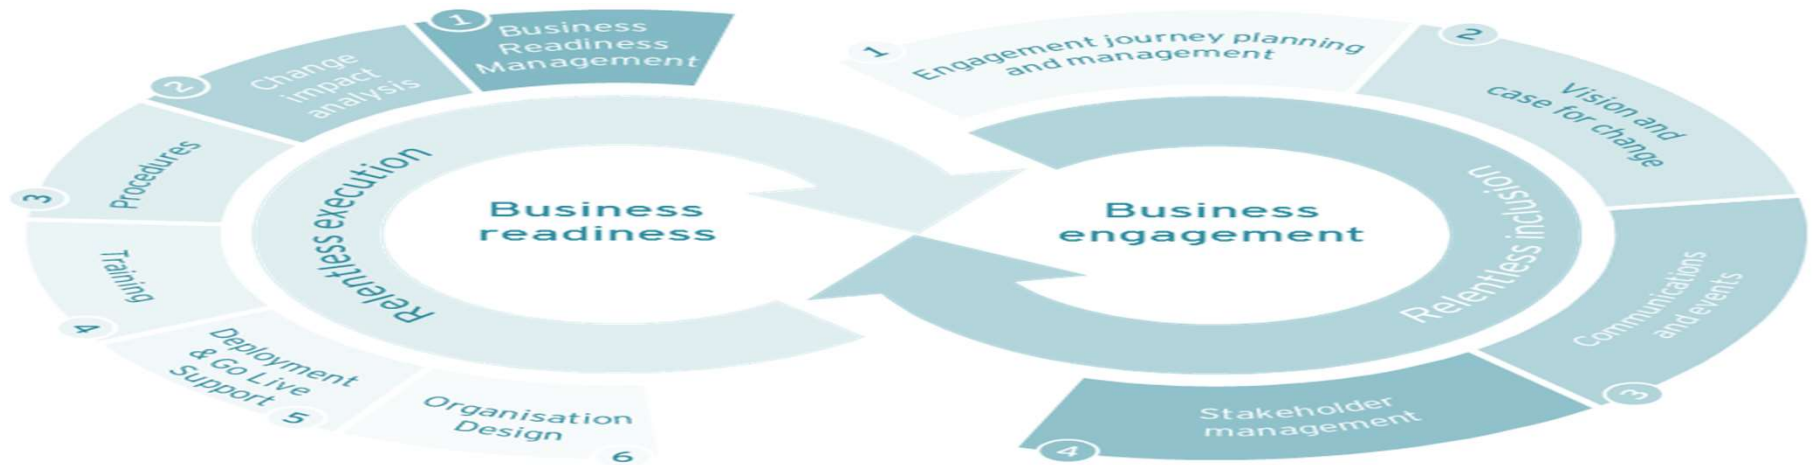 1
Business
Readiness
Management
2
Change
impact
analysis
3
Procedures
4
Training
5
Deployment
& Go Live
Support
6
Organisation
Design
Relentless execution
Business
readiness
1
Engagement journey planning
and management
2
Vision and
case for change
3
Communications
and events
4
Stakeholder
management
Relentless inclusion
Business
engagement